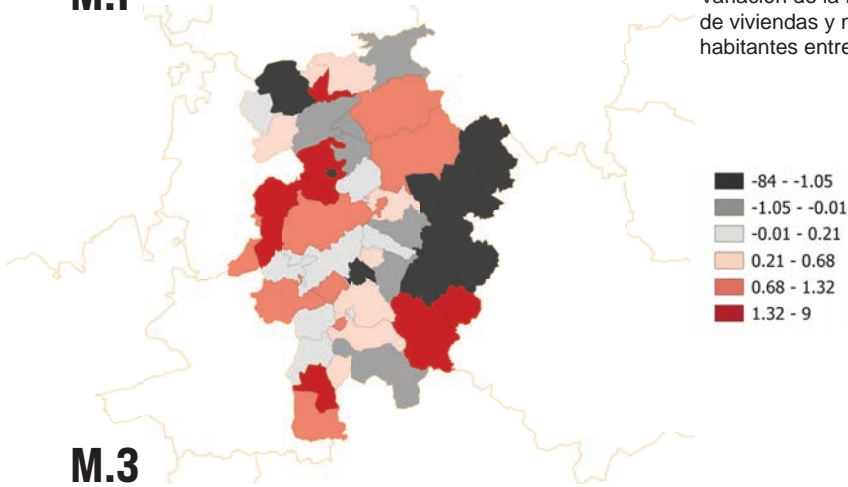 M.1
de viviendas y
habitantes entre
-84 - -1.05
-1.05 - -0.01
-0.01 - 0.21
0.21 - 0.68
0.68 - 1.32
1.32 - 9
M.3